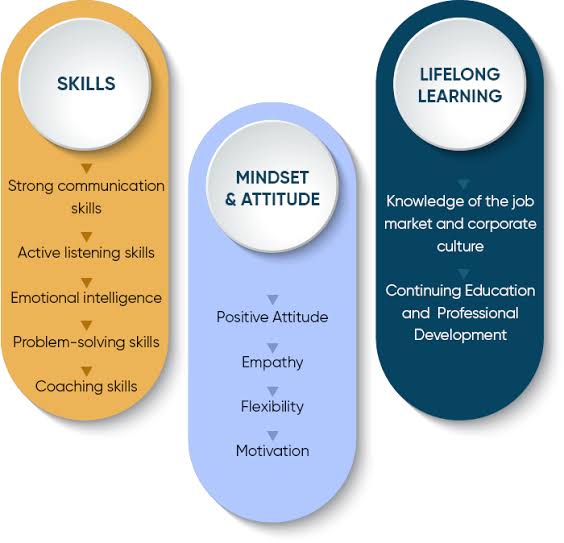 SKILLS
Strong communication
skills
Active listening skills
Emotional intelligence
Problem-solving skills
Coaching skills
MINDSET
& ATTITUDE
Positive Attitude
Empathy
Flexibility
Motivation
LIFELONG
LEARNING
Knowledge of the job
market and corporate
culture
Continuing Education
and Professional
Development